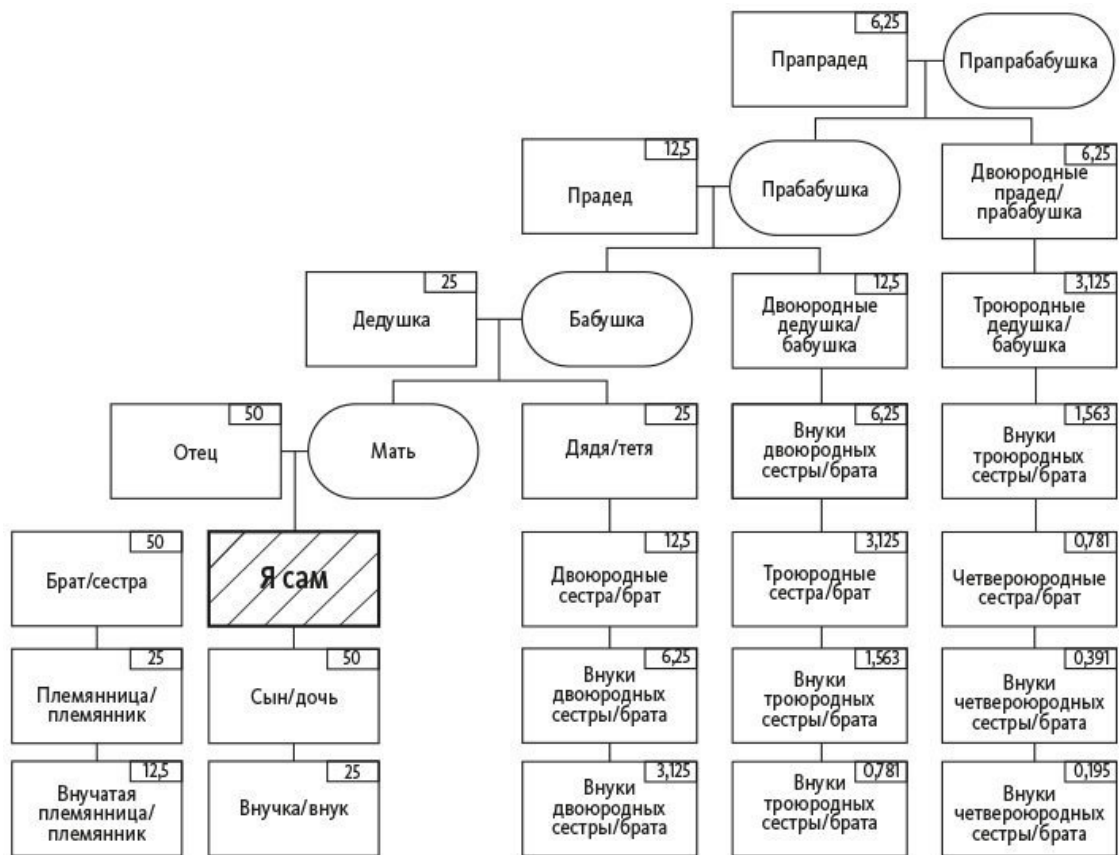 6,25
Прапрадед
Прапрабабушка
12,5
Прадед
Прабабушка
6,25
Двоюродные
прадед/
прабабушка
25
Дедушка
Бабушка
12,5
Двоюродные
дедушка/
бабушка
3,125
Троюродные
дедушка/
бабушка
50
Отец
Мать
25
Дядя/тетя
6,25
Внуки
двоюродных
сестры/брата
1,563
Внуки
троюродных
сестры/брата
50
Брат/сестра
Я сам
12,5
Двоюродные
сестра/брат
3,125
Троюродные
сестра/брат
0,781
Четвероюродные
сестра/брат
25
Племянница/
племянник
50
Сын/дочь
6,25
Внуки
двоюродных
сестры/брата
1,563
Внуки
троюродных
сестры/брата
0,391
Внуки
четвероюродных
сестры/брата
12,5
Внучатая
племянница/
племянник
25
Внучка/внук
3,125
Внуки
двоюродных
сестры/брата
0,781
Внуки
троюродных
сестры/брата
0,195
Внуки
четвероюродных
сестры/брата